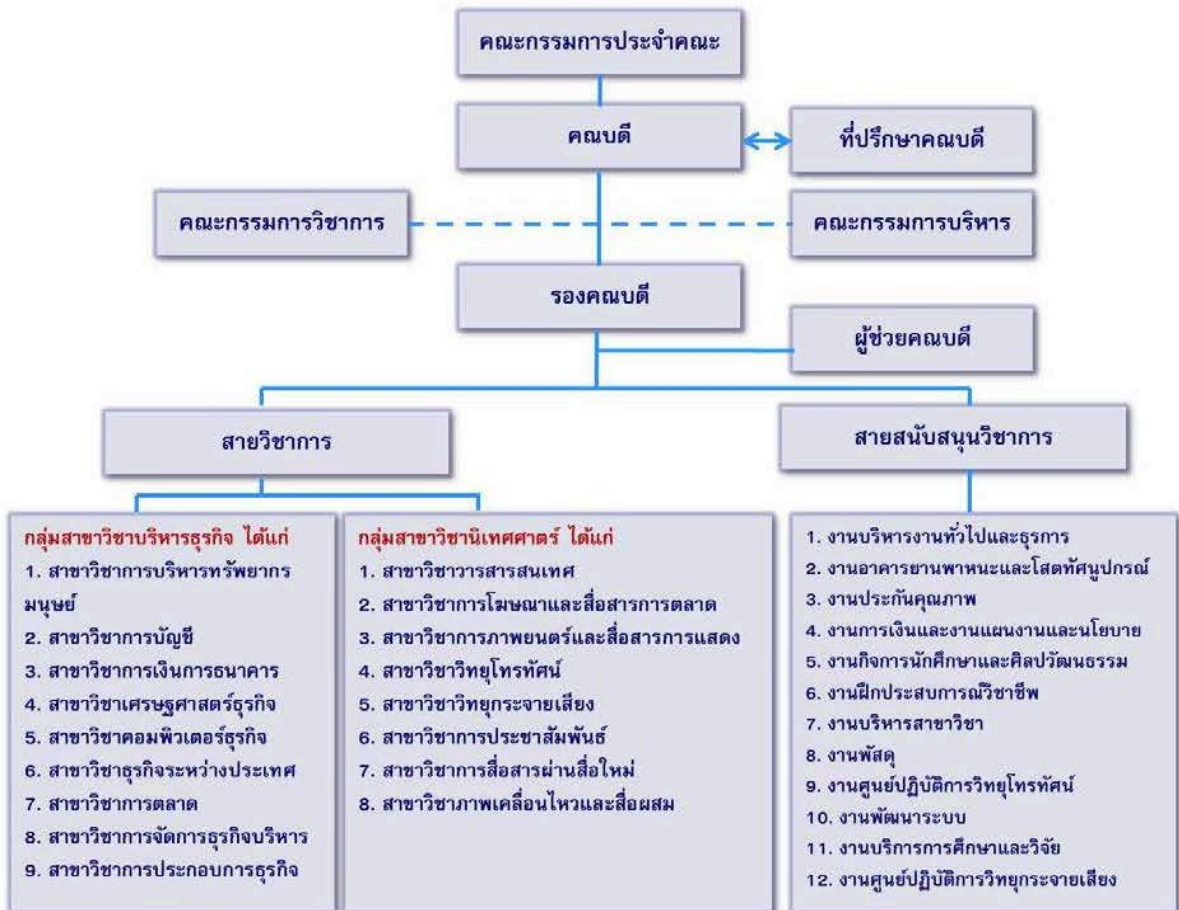 คณะกรรมการประจำคณะ
คณบดี
ที่ปรึกษาคณบดี
คณะกรรมการวิชาการ
คณะกรรมการบริหาร
รองคณบดี
ผู้ช่วยคณบดี
สายวิชาการ
สายสนับสนุนวิชาการ
กลุ่มสาขาวิชาบริหารธุรกิจ ได้แก่
1. สาขาวิชาการบริหารทรัพยากร
มนุษย์
2. สาขาวิชาการบัญชี
3. สาขาวิชาการเงินการธนาคาร
4. สาขาวิชาเศรษฐศาสตร์ธุรกิจ
5. สาขาวิชาคอมพิวเตอร์ธุรกิจ
6. สาขาวิชาธุรกิจระหว่างประเทศ
7. สาขาวิชาการตลาด
8. สาขาวิชาการจัดการธุรกิจบริหาร
9. สาขาวิชาการประกอบการธุรกิจ
กลุ่มสาขาวิชานิเทศศาตร์ ได้แก่
1. สาขาวิชาวารสารสนเทศ
2. สาขาวิชาการโฆษณาและสื่อสารการตลาด
3. สาขาวิชาการภาพยนตร์และสื่อสารการแสดง
4. สาขาวิชาวิทยุโทรทัศน์
5. สาขาวิชาวิทยุกระจายเสียง
6. สาขาวิชาการประชาสัมพันธ์
7. สาขาวิชาการสื่อสารผ่านสื่อใหม่
8. สาขาวิชาภาพเคลื่อนไหวและสื่อผสม
1. งานบริหารงานทั่วไปและธุรการ
2. งานอาคารยานพาหนะและโสตทัศนูปกรณ์
3. งานประกันคุณภาพ
4. งานการเงินและงานแผนงานและนโยบาย
5. งานกิจการนักศึกษาและศิลปวัฒนธรรม
6. งานฝึกประสบการณ์วิชาชีพ
7. งานบริหารสาขาวิชา
8. งานพัสดุ
9. งานศูนย์ปฏิบัติการวิทยุโทรทัศน์
10. งานพัฒนาระบบ
11. งานบริการการศึกษาและวิจัย
12. งานศูนย์ปฏิบัติการวิทยุกระจายเสียง